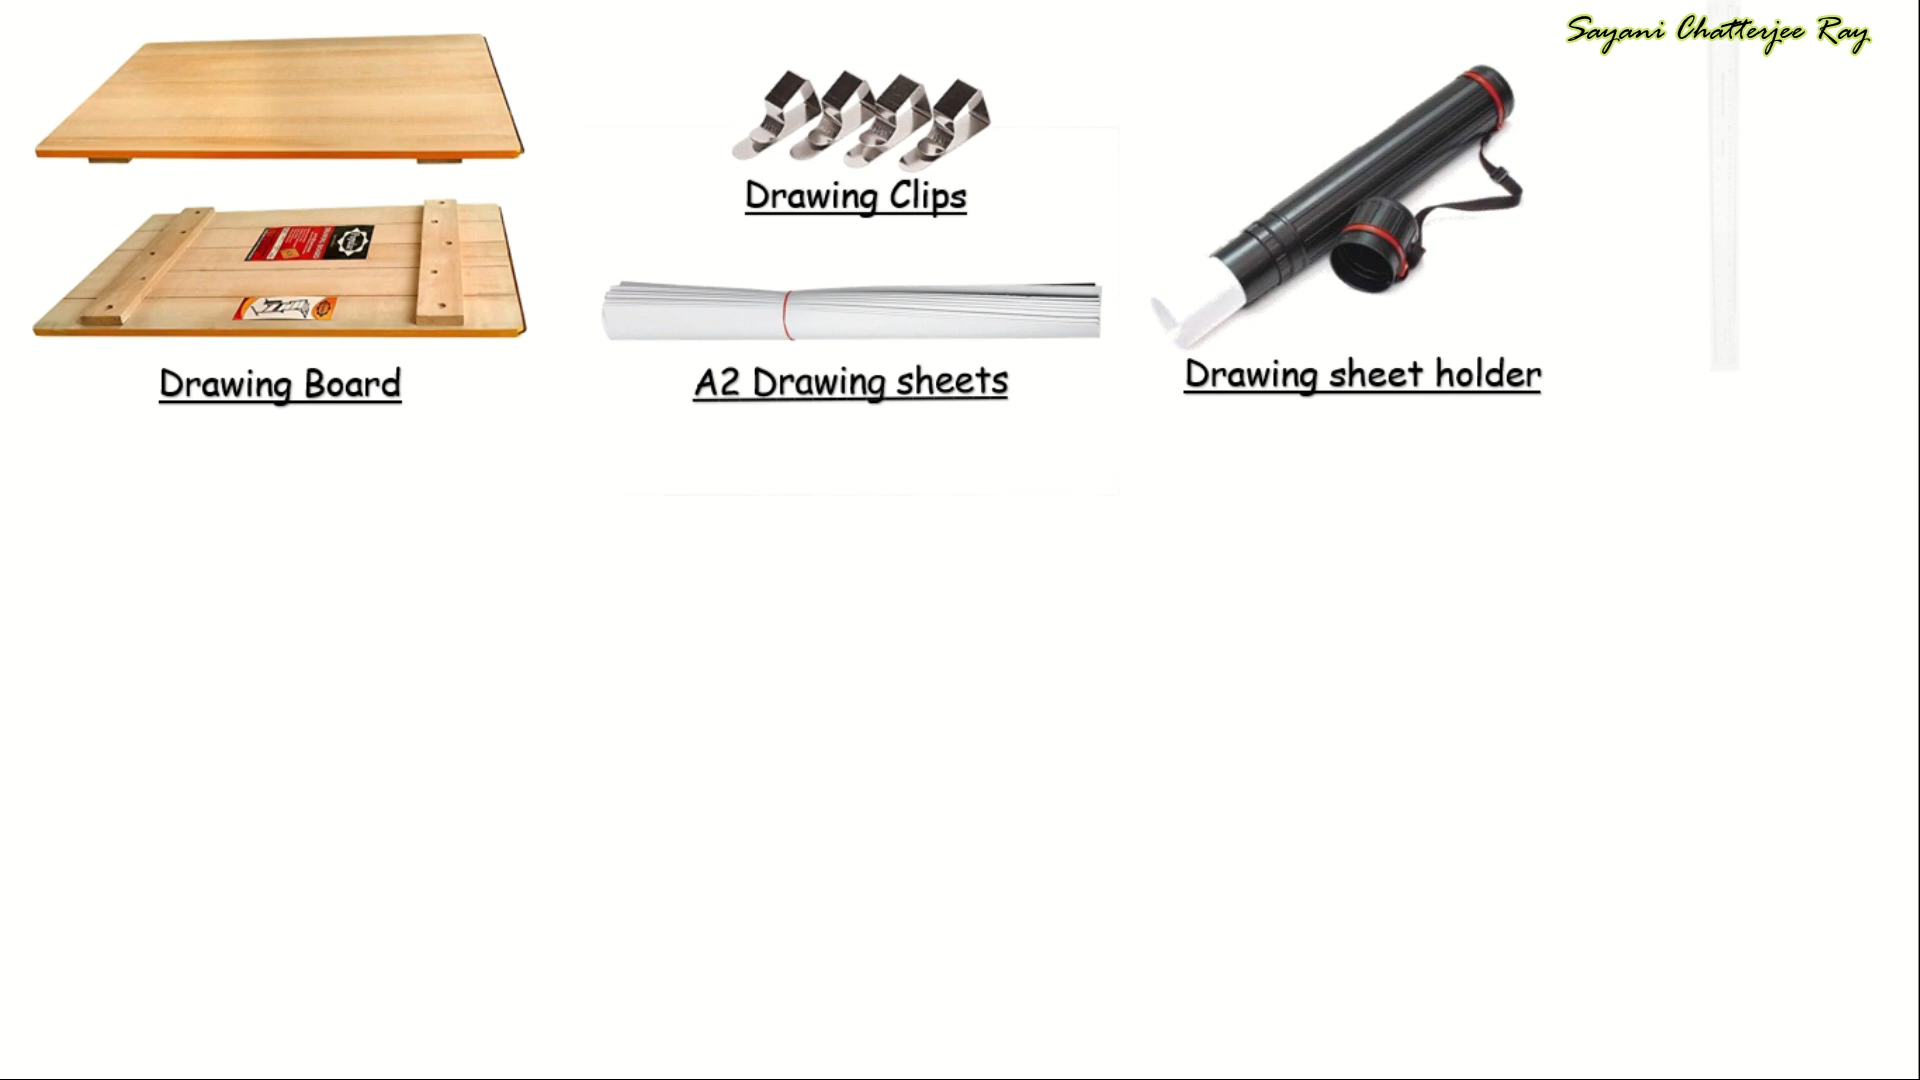 Sayani Chatterjee Ray
Drawing Clips
Drawing Board
A2 Drawing sheets
Drawing sheet holder